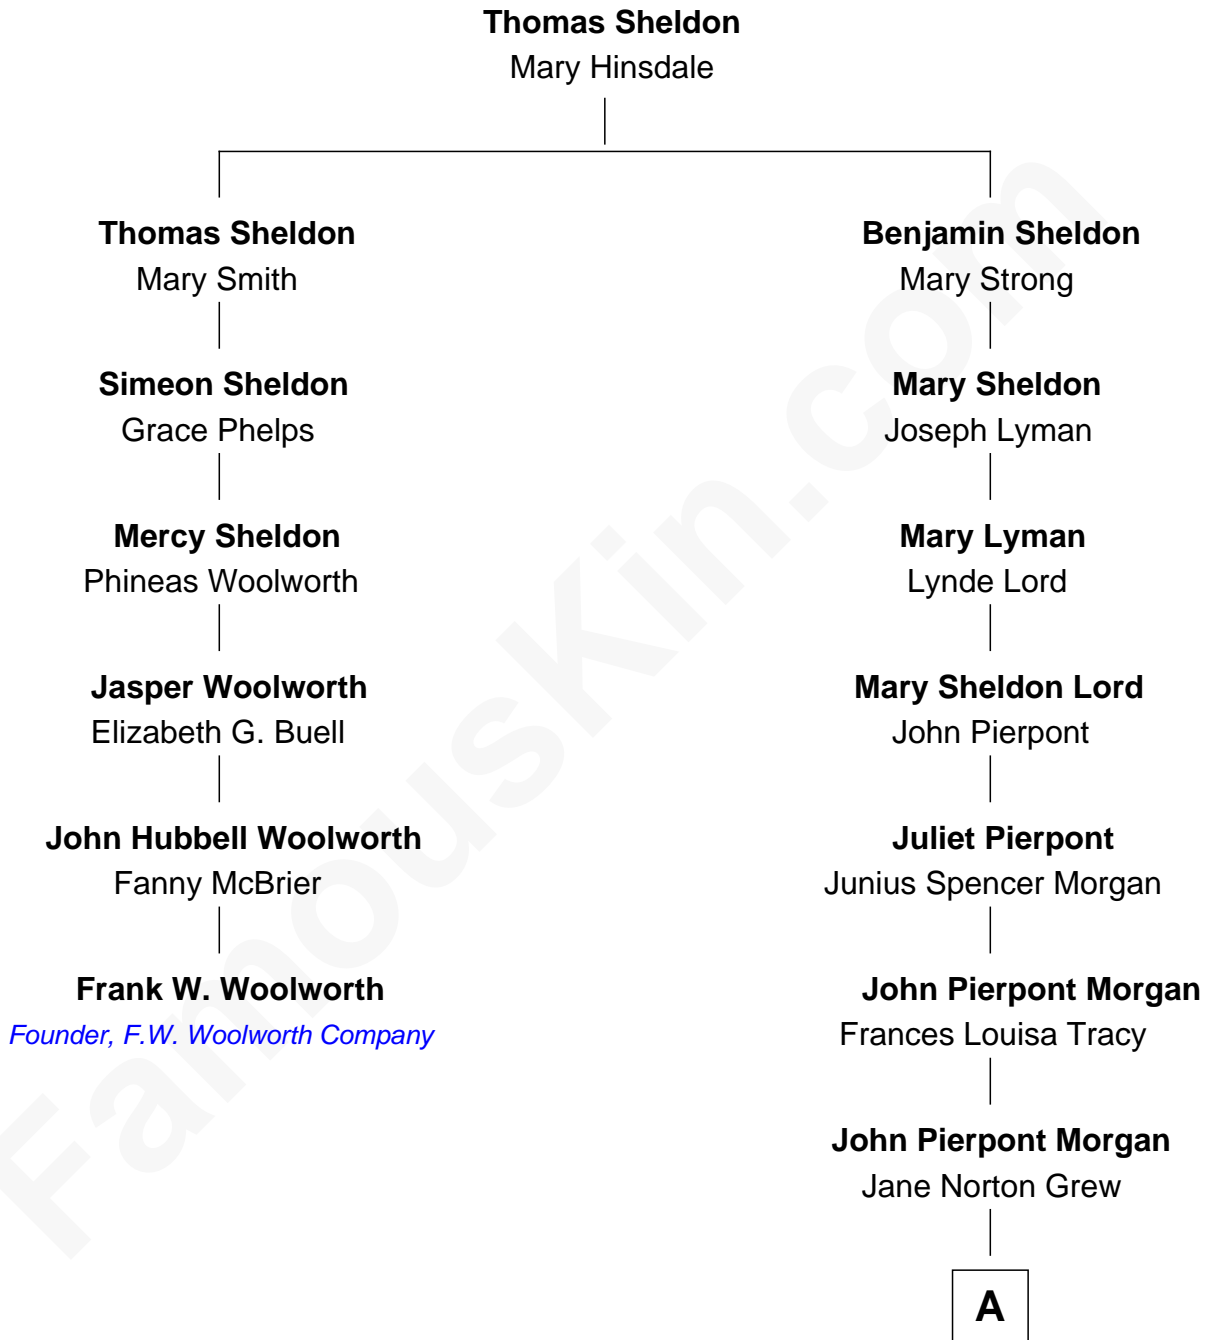 Thomas Sheldon
Mary Hinsdale
Thomas Sheldon
Mary Smith
Simeon Sheldon
Grace Phelps
Mercy Sheldon
Phineas Woolworth
Jasper Woolworth
Elizabeth G. Buell
John Hubbell Woolworth
Fanny McBrier
Frank W. Woolworth
Founder, F.W. Woolworth Company
Benjamin Sheldon
Mary Strong
Mary Sheldon
Joseph Lyman
Mary Lyman
Lynde Lord
Mary Sheldon Lord
John Pierpont
Juliet Pierpont
Junius Spencer Morgan
John Pierpont Morgan
Frances Louisa Tracy
John Pierpont Morgan
Jane Norton Grew
A
FamousKin.com